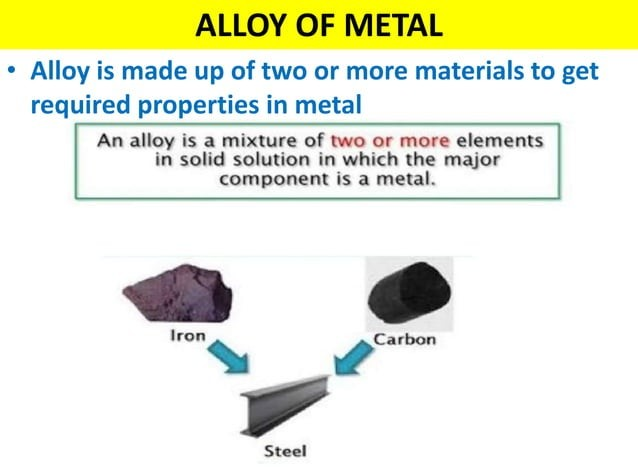 ALLOY OF METAL
• Alloy is made up of two or more materials to get
required properties in metal
An alloy is a mixture of two or more elements
in solid solution in which the major
component is a metal.
Iron
Carbon
Steel